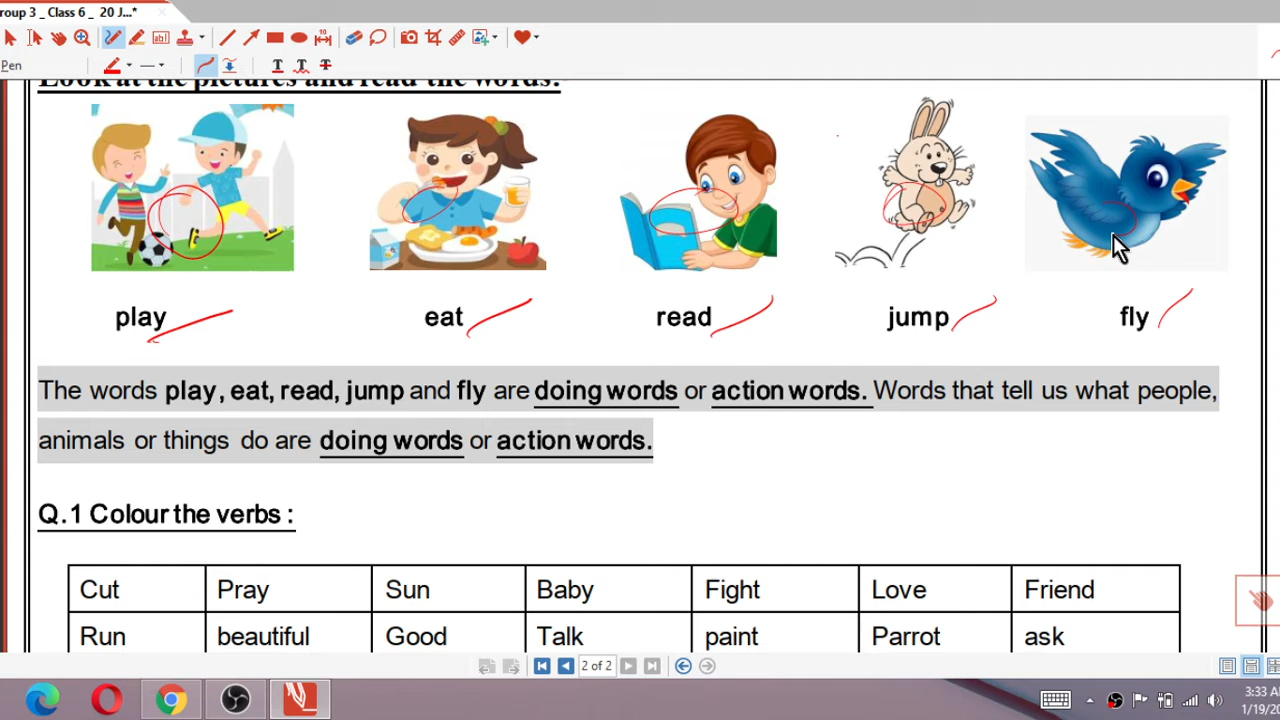 roup 3 _ Class 6 _ 20 J...*
Pen
Look at the pictures and read the words:
play eat read jump fly
The words play, eat, read, jump and fly are doing words or action words. Words that tell us what people,
animals or things do are doing words or action words.
Q.1 Colour the verbs :
Cut Pray Sun Baby Fight Love Friend
Run beautiful Good Talk paint Parrot ask
2 of 2
3:33 A
1/19/20